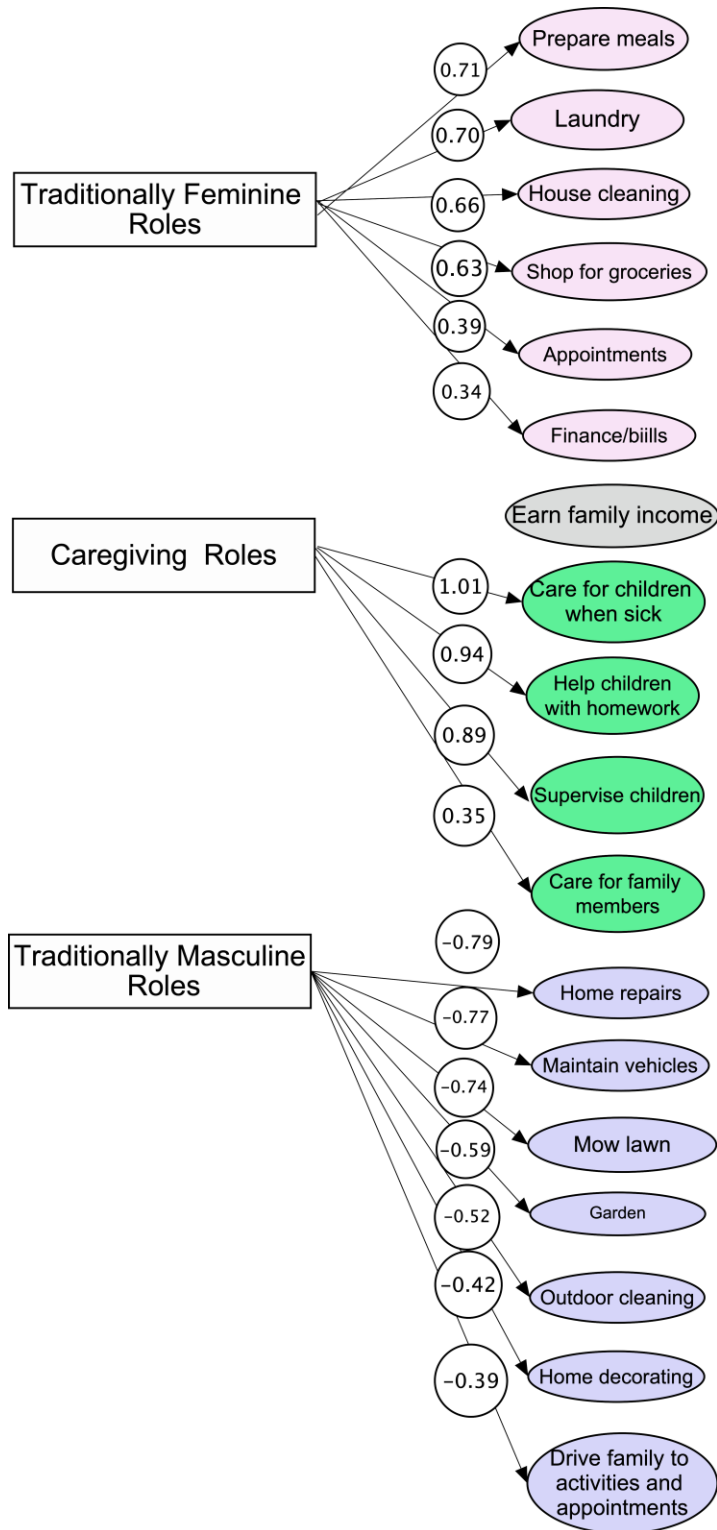 Prepare meals
0.71
Laundry
0.70
Traditionally Feminine
Roles
House cleaning
0.66
Shop for groceries
0.63
0.39
Appointments
0.34
Finance/biills
Earn family income
Caregiving Roles
Care for children
when sick
1.01
0.94
Help children
with homework
0.89
Supervise children
0.35
Care for family
members
Traditionally Masculine
Roles
−0.79
Home repairs
−0.77
Maintain vehicles
−0.74
Mow lawn
−0.59
Garden
−0.52
Outdoor cleaning
−0.42
Home decorating
−0.39
Drive family to
activities and
appointments